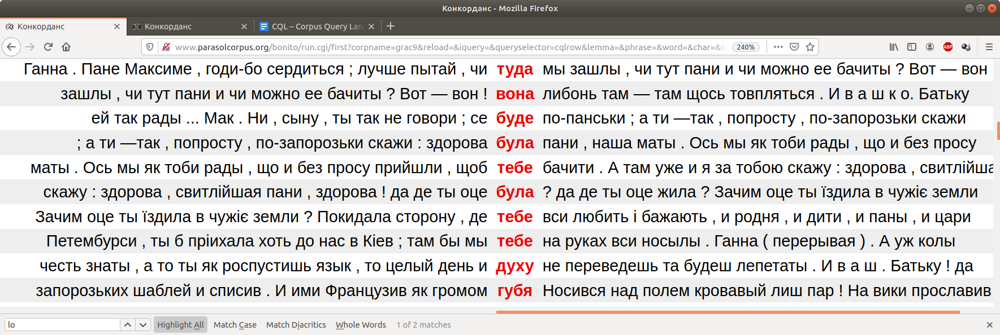 Конкорданс - Mozilla Firefox
Конкорданс
Конкорданс
CQL – Corpus Query Lan
www.parasolcorpus.org/bonito/run.cgi/first?corpname=grac9&reload=&iquery=&queryselector=cqlrow&lemma=&phrase=&word=&char=&cc
240%
ABP
Ганна . Пане Максиме , годи-бо сердиться ; лучше пытай , чи туда мы зашлы , чи тут пани и чи можно ее бачиты ? Вот — вон
зашлы , чи тут пани и чи можно ее бачиты ? Вот — вон ! вона либонь там — там щось товпляться . И в а ш к о. Батьку
ей так рады ... Мак . Ни , сыну , ты так не говори ; се буде по-панськи ; а ти —так , попросту , по-запорозьки скажи
; а ти —так , попросту , по-запорозьки скажи : здорова була пани , наша маты . Ось мы як тоби рады , що и без просу
маты . Ось мы як тоби рады , що и без просу прийшли , щоб тебе бачити . А там уже и я за тобою скажу : здорова , свитлійша
скажу : здорова , свитлійшая пани , здорова ! да де ты оце була ? да де ты оце жила ? Зачим оце ты їздила в чужіє земли
Зачим оце ты їздила в чужіє земли ? Покидала сторону , де тебе вси любить і бажають , и родня , и дити , и паны , и цари
Петембурси , ты б пріихала хоть до нас в Кіев ; там бы мы тебе на руках вси носылы . Ганна ( перерывая ) . А уж колы
честь знаты , а то ты як роспустишь язык , то целый день и духу не переведешь та будеш лепетаты . И в а ш . Батьку ! да
запорозьких шаблей и списив . И ими Французив як громом губя Носився над полем кровавый лиш пар ! На вики прославив
lo
Highlight All
Match Case
Match Diacritics
Whole Words
1 of 2 matches